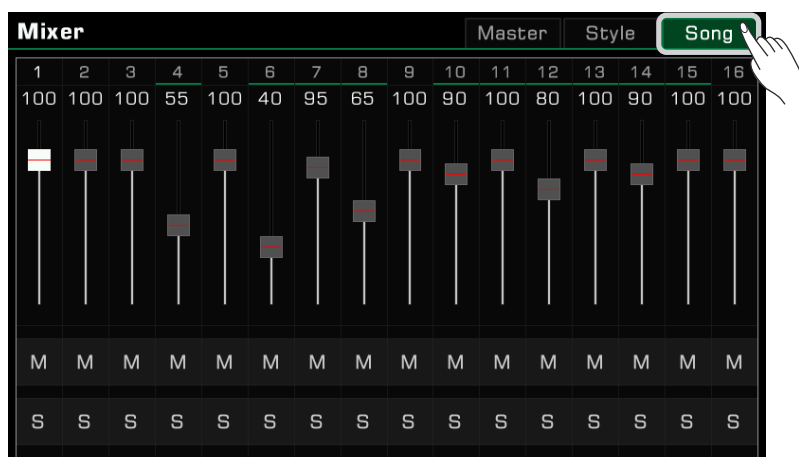 Mixer Master Style Song
1 2 3 4 5 6 7 8 9 10 11 12 13 14 15 16
100 100 100 55 100 40 95 65 100 90 100 80 100 90 100 100
M M M M M M M M M M M M M M M M
S S S S S S S S S S S S S S S S